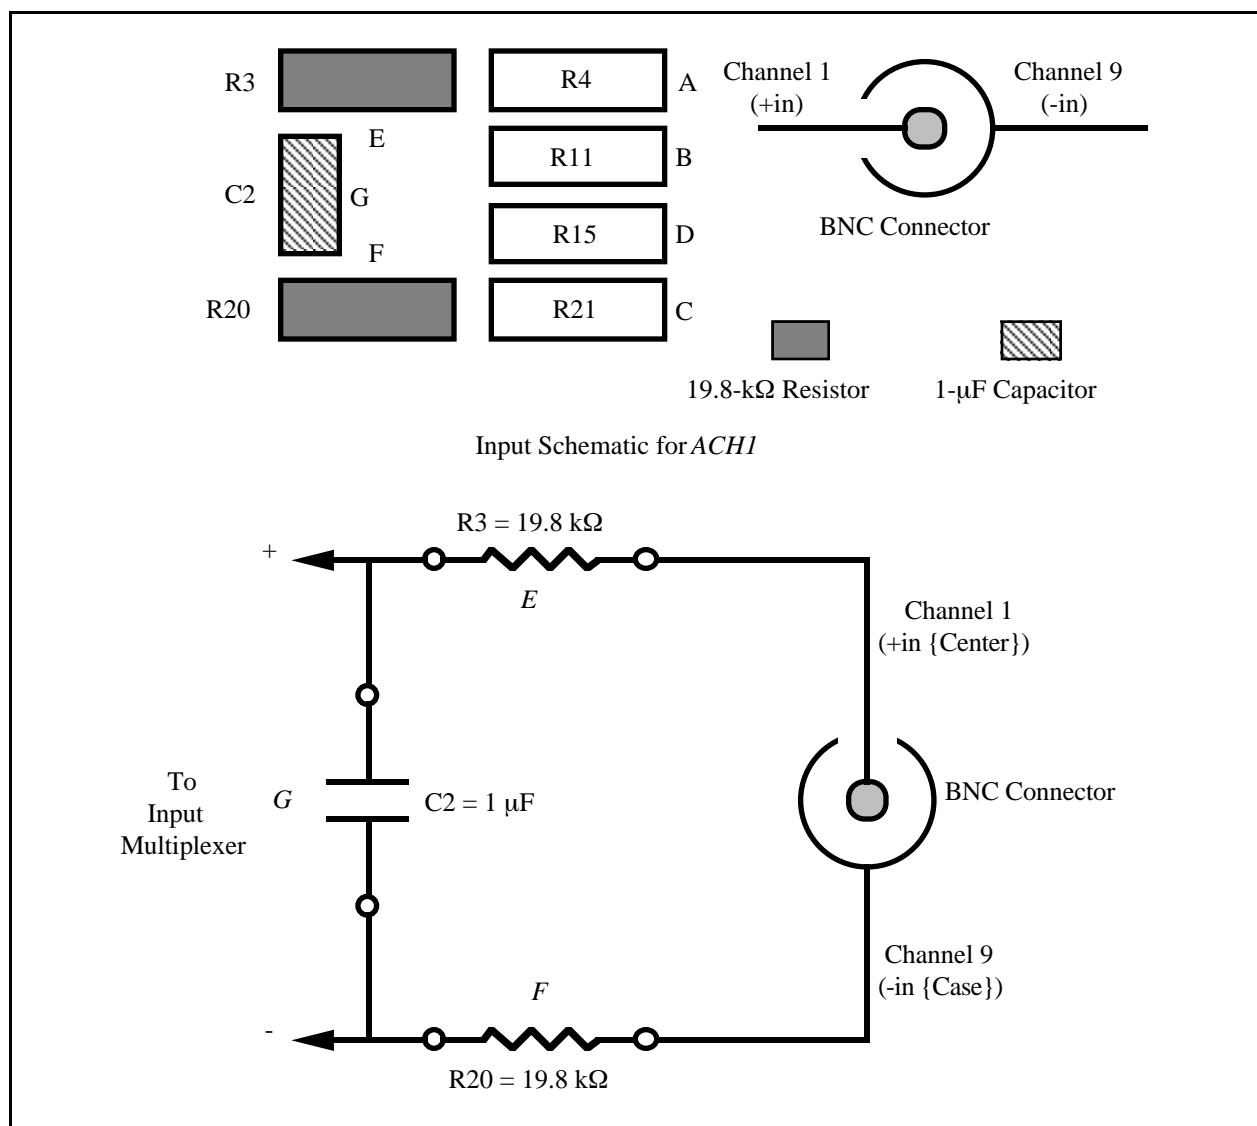 R3
R4
A
E
R11
B
C2
G
R15
D
F
R20
R21
C
Channel 1
(+in)
Channel 9
(-in)
BNC Connector
19.8-kΩ Resistor
1-µF Capacitor
Input Schematic for ACH1
R3 = 19.8 kΩ
+
E
Channel 1
(+in {Center})
To
Input
Multiplexer
G
C2 = 1 µF
BNC Connector
Channel 9
(-in {Case})
F
-
R20 = 19.8 kΩ